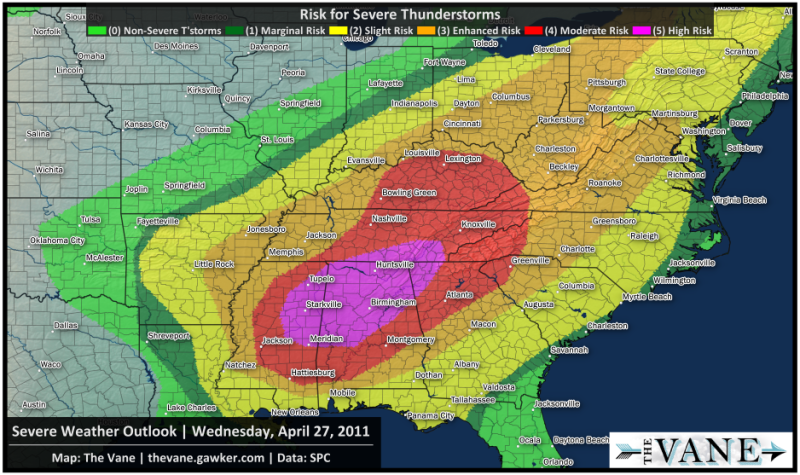 Risk for Severe Thunderstorms
(0) Non-Severe T'storms (1) Marginal Risk (2) Slight Risk (3) Enhanced Risk (4) Moderate Risk (5) High Risk
Norfolk
Omaha
Des Moines
Davenport
Chicago
Toledo
Cleveland
Scranton
Lincoln
Peoria
Fort Wayne
Lima
Pittsburgh
State College
Kirksville
Quincy
Lafayette
Springfield
Indianapolis
Dayton
Columbus
Morgantown
Martinsburg
Philadelphia
Salina
Kansas City
Columbia
St. Louis
Cincinnati
Parkersburg
Washington
Dover
Salisbury
Wichita
Evansville
Louisville
Lexington
Charleston
Beckley
Charlottesville
Richmond
Joplin
Springfield
Bowling Green
Roanoke
Virginia Beach
Tulsa
Fayetteville
Jonesboro
Jackson
Nashville
Knoxville
Greensboro
Raleigh
Oklahoma City
McAlester
Little Rock
Memphis
Huntsville
Greenville
Charlotte
Jacksonville
Wilmington
Tupelo
Starkville
Birmingham
Atlanta
Augusta
Columbia
Myrtle Beach
Dallas
Shreveport
Jackson
Meridian
Montgomery
Macon
Charleston
Savannah
Waco
Natchez
Hattiesburg
Dothan
Albany
Valdosta
Austin
Lake Charles
New Orleans
Mobile
Panama City
Tallahassee
Jacksonville
Ocala
Daytona Beach
Orlando
Severe Weather Outlook | Wednesday, April 27, 2011
Map: The Vane | thevane.gawker.com | Data: SPC
THE VANE